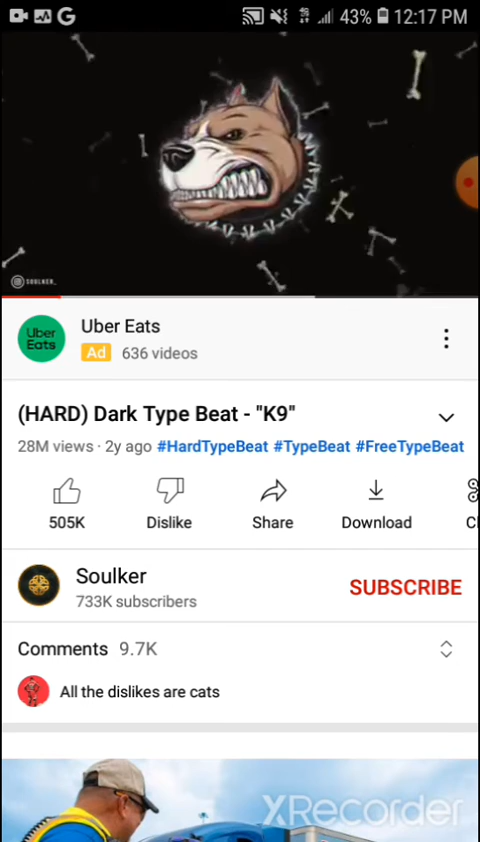 43% 12:17 PM
SOULKER_
Uber Eats
Uber Eats
Ad 636 videos
(HARD) Dark Type Beat - "K9"
28M views · 2y ago #HardTypeBeat #TypeBeat #FreeTypeBeat
505K Dislike Share Download
Soulker
733K subscribers
SUBSCRIBE
Comments 9.7K
All the dislikes are cats
XRecorder